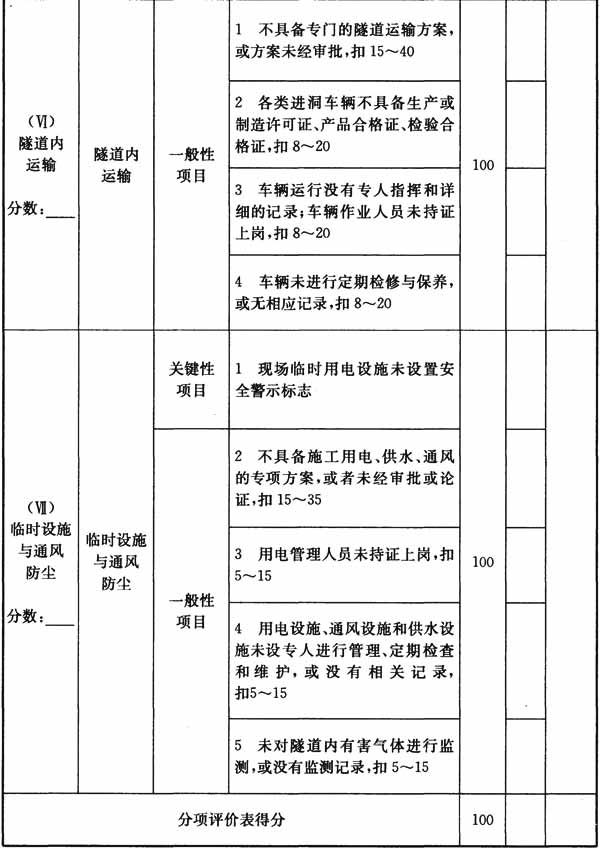 (Ⅵ)
隧道内
运输
分数:___
隧道内
运输
一般性
项目
1 不具备专门的隧道运输方案,
或方案未经审批,扣 15～40
2 各类进洞车辆不具备生产或
制造许可证、产品合格证、检验合
格证,扣 8～20
3 车辆运行没有专人指挥和详
细的记录;车辆作业人员未持证
上岗,扣 8～20
4 车辆未进行定期检修与保养,
或无相应记录,扣 8～20
100
(Ⅶ)
临时设施
与通风
防尘
分数:___
临时设施
与通风
防尘
关键性
项目
1 现场临时用电设施未设置安
全警示标志
一般性
项目
2 不具备施工用电、供水、通风
的专项方案,或者未经审批或论
证,扣 15～35
3 用电管理人员未持证上岗,扣
5～15
4 用电设施、通风设施和供水设
施未设专人进行管理、定期检查
和维护,或没有相关记录,
扣5～15
5 未对隧道内有害气体进行监
测,或没有监测记录,扣 5～15
100
分项评价表得分 100